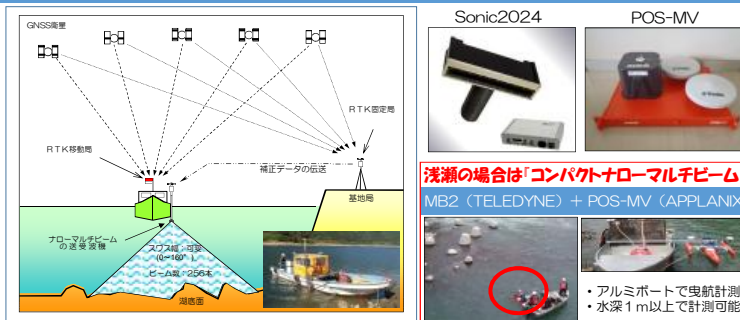 GNSS衛星
RTK固定局
RTK移動局
補正データの伝送
基地局
ナローマルチビーム
の送受波機
スワス幅：可変
(0~160°)
ビーム数：256本
湖底面
Sonic2024
POS-MV
浅瀬の場合は『コンパクトナローマルチビーム
MB2（TELEDYNE）＋POS-MV（APPLANIX
・アルミボートで曳航計測
・水深1m以上で計測可能